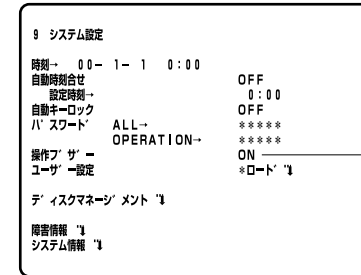 9 システム設定
時刻→ 00- 1- 1 0:00
自動時刻合せ OFF
設定時刻→ 0:00
自動キーロック OFF
パスワード ALL→ *****
OPERATION→ *****
操作ブザー ON
ユーザー設定 *ロード
ディスクマネージメント
障害情報
システム情報